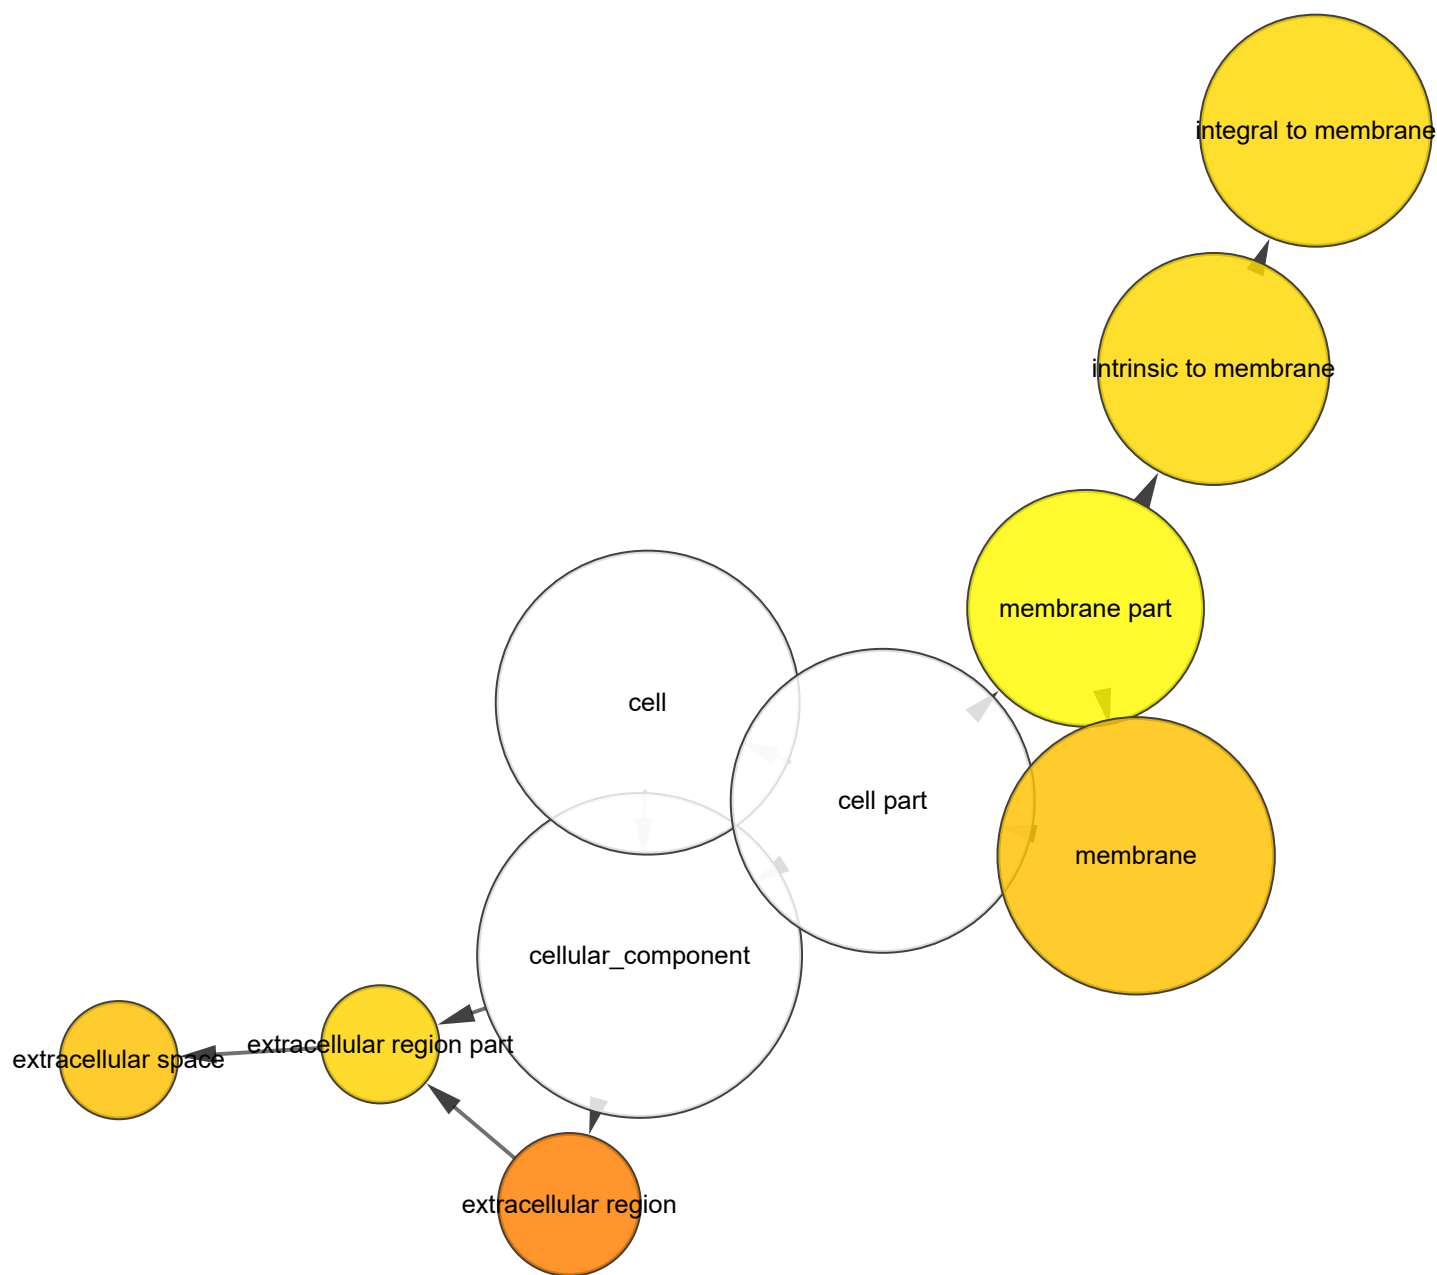 integral to membrane
intrinsic to membrane
membrane part
cell
cell part
membrane
cellular_component
extracellular region part
extracellular space
extracellular region